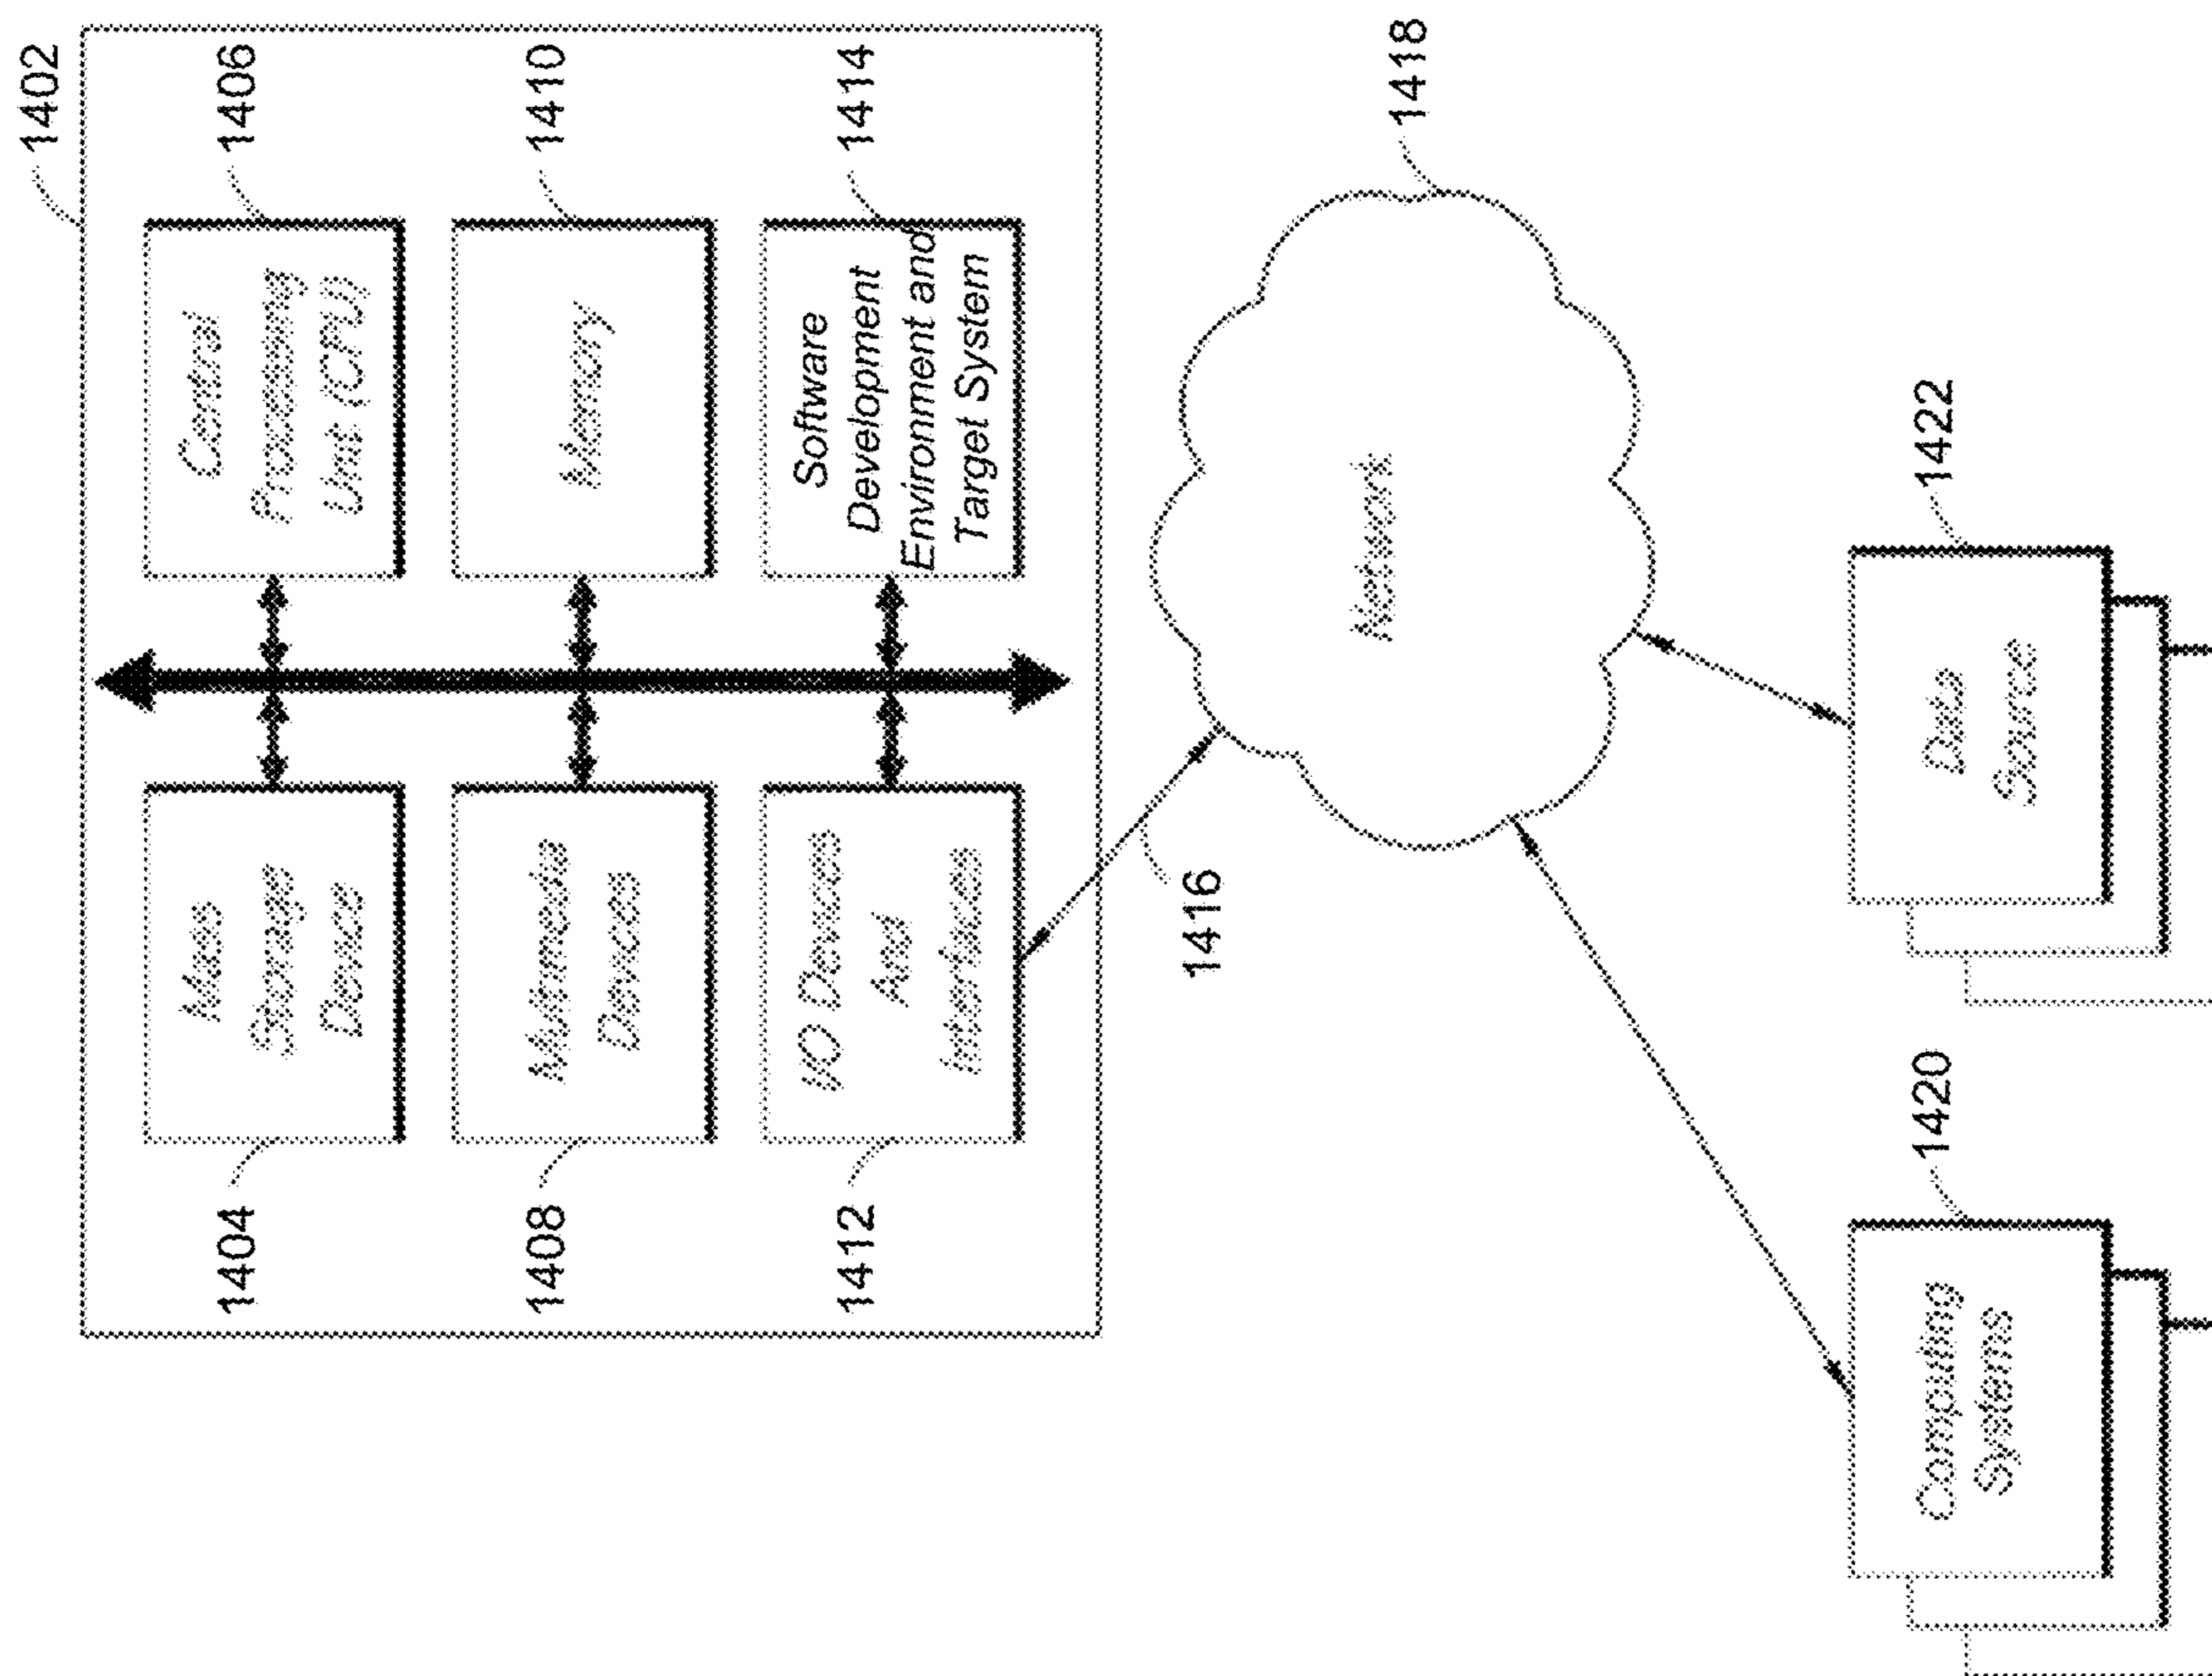 1402
1404
Mass
Storage
Device
Central
Processing
Unit (CPU)
1406
1408
Multimedia
Devices
Memory
1410
1412
I/O Devices
And
Interfaces
Software
Development
Environment and
Target System
1414
1416
Network
1418
1420
Computing
Systems
1422
Data
Source